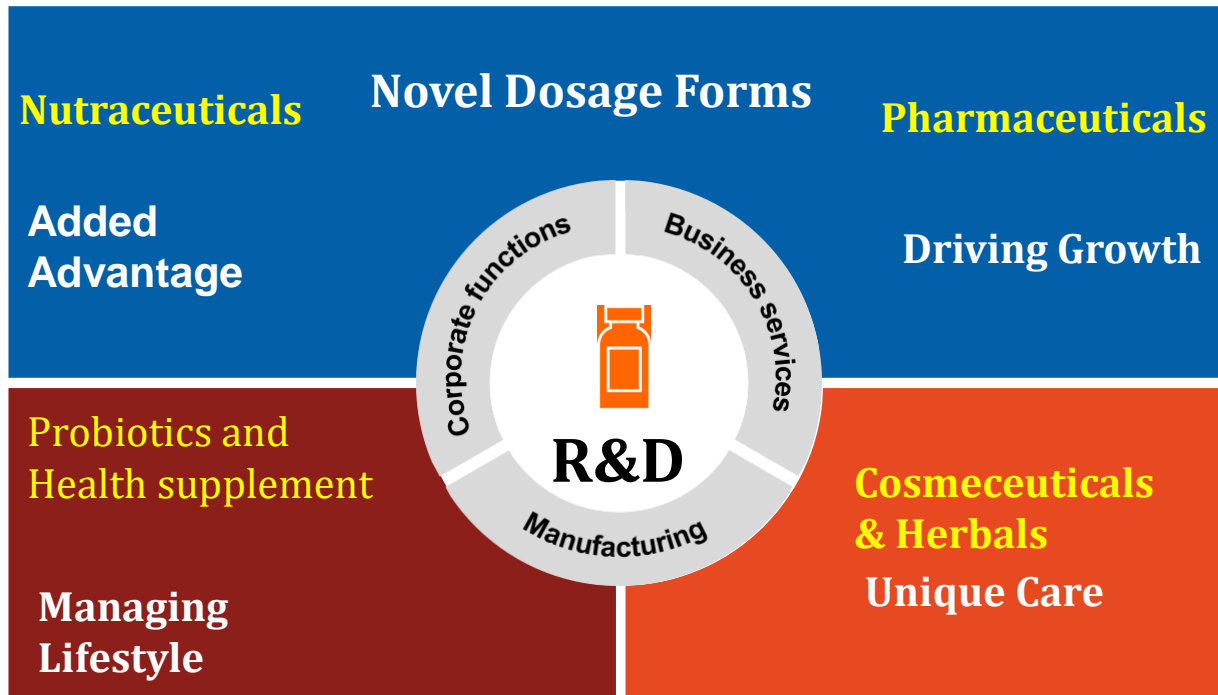 Novel Dosage Forms
Nutraceuticals
Pharmaceuticals
Added
Advantage
Driving Growth
Corporate functions
Business services
R&D
Manufacturing
Probiotics and
Health supplement
Managing
Lifestyle
Cosmeceuticals
& Herbals
Unique Care